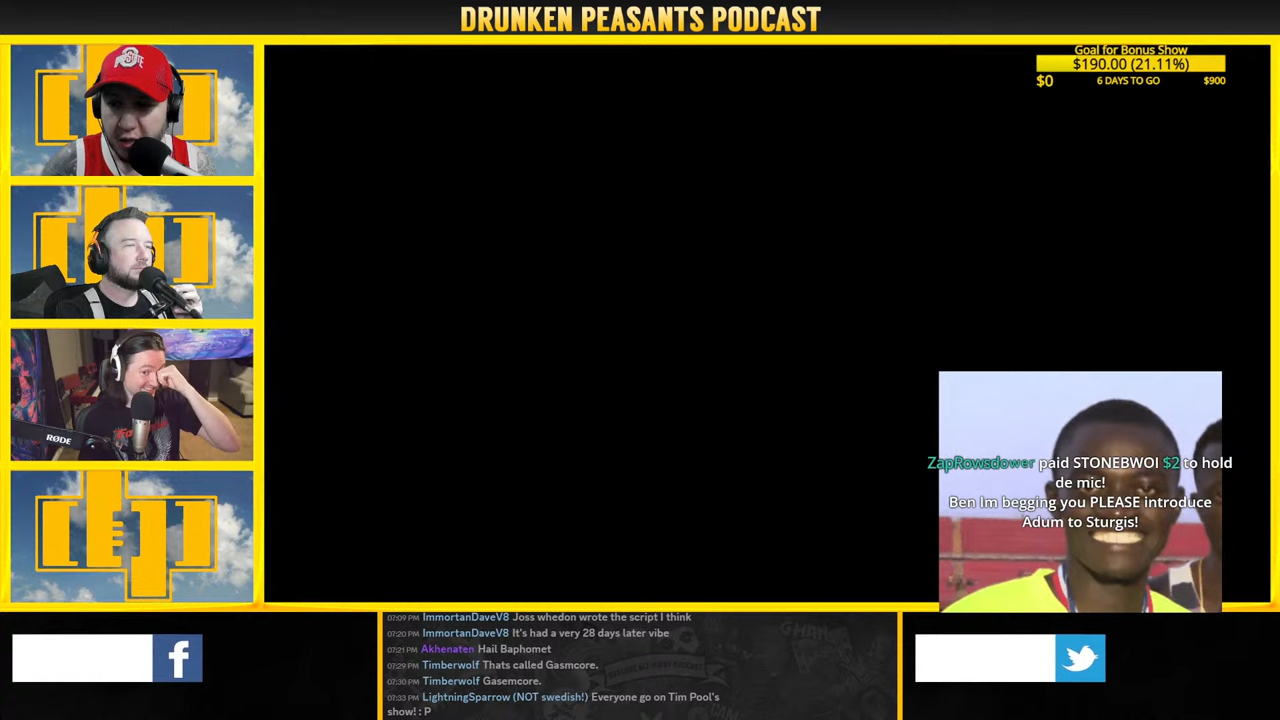 DRUNKEN PEASANTS PODCAST
Goal for Bonus Show
$190.00 (21.11%)
$0 6 DAYS TO GO $900
RØDE
ZapRowsdower paid STONEBWOI $2 to hold
de mic!
Ben Im begging you PLEASE introduce
Adum to Sturgis!
07:09 PM ImmortanDaveV8 Joss whedon wrote the script I think
07:20 PM ImmortanDaveV8 It's had a very 28 days later vibe
07:21 PM Akhenaten Hail Baphomet
07:29 PM Timberwolf Thats called Gasmcore.
07:30 PM Timberwolf Gasemcore.
07:33 PM LightningSparrow (NOT swedish!) Everyone go on Tim Pool's
show! : P